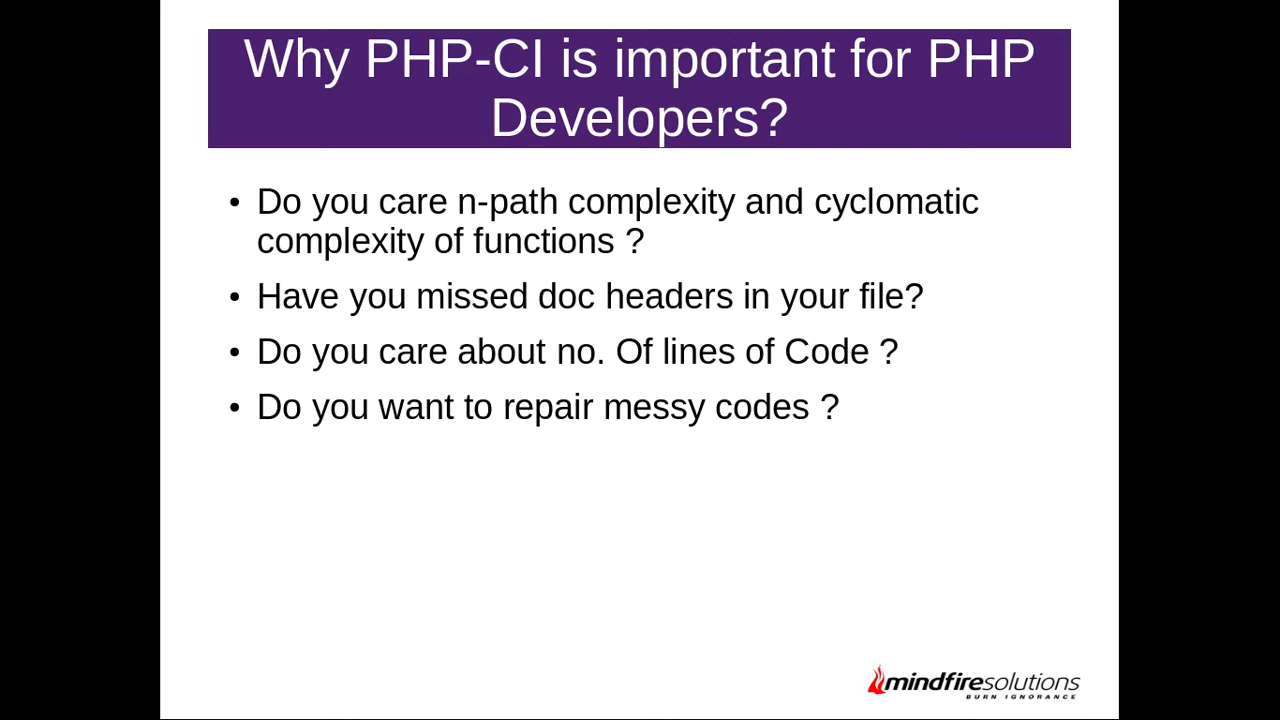 Why PHP-CI is important for PHP
Developers?
• Do you care n-path complexity and cyclomatic
complexity of functions ?
• Have you missed doc headers in your file?
• Do you care about no. Of lines of Code ?
• Do you want to repair messy codes ?
mindfiresolutions
BURN IGNORANCE